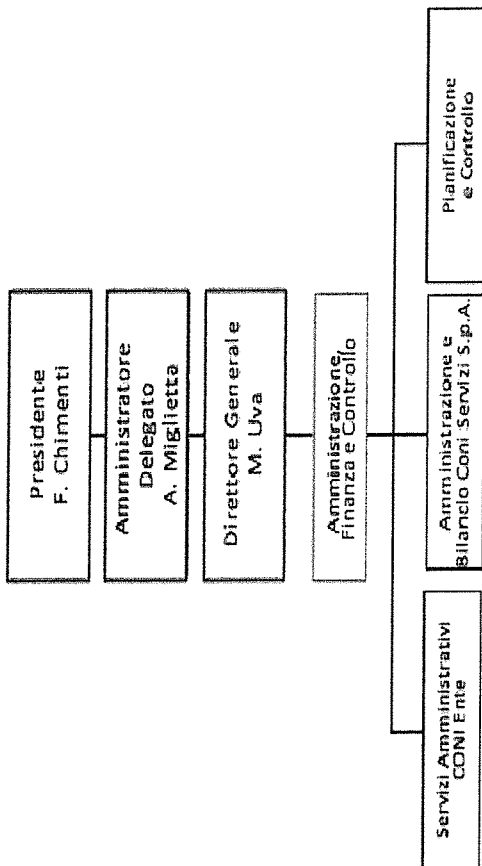 Presidente
F. Chimenti
Amministratore
Delegato
A. Miglietta
Direttore Generale
M. Uva
Amministrazione,
Finanza e Controllo
Servizi Amministrativi
CONI Ente
Amministrazione e
Bilancio Coni Servizi S.p.A.
Pianificazione
e Controllo